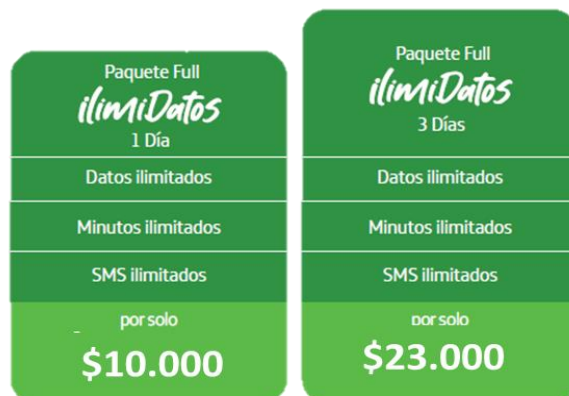 Paquete Full
ilimiDatos
1 Día
Datos ilimitados
Minutos ilimitados
SMS ilimitados
por solo
$10.000
Paquete Full
ilimiDatos
3 Días
Datos ilimitados
Minutos ilimitados
SMS ilimitados
por solo
$23.000